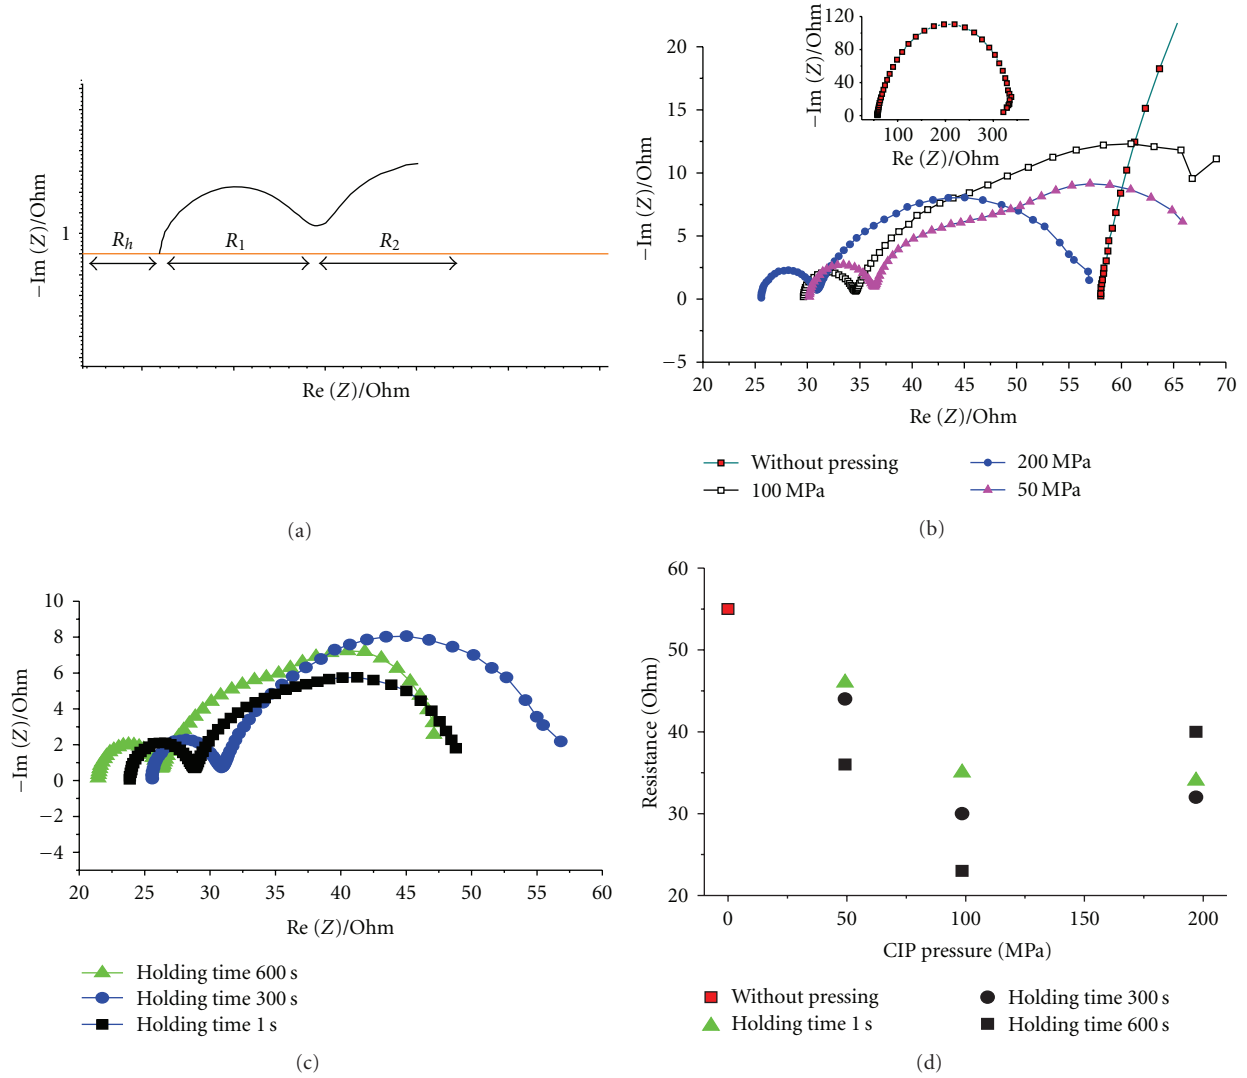 −Im (Z)/Ohm
1
R_h
R_1
R_2
Re (Z)/Ohm
(a)
−Im (Z)/Ohm
120
80
40
0
100 200 300
Re (Z)/Ohm
−Im (Z)/Ohm
20
15
10
5
0
−5
20 25 30 35 40 45 50 55 60 65 70
Re (Z)/Ohm
Without pressing
100 MPa
200 MPa
50 MPa
(b)
−Im (Z)/Ohm
10
8
6
4
2
0
−2
−4
20 25 30 35 40 45 50 55 60
Re (Z)/Ohm
Holding time 600 s
Holding time 300 s
Holding time 1 s
(c)
Resistance (Ohm)
60
50
40
30
20
0 50 100 150 200
CIP pressure (MPa)
Without pressing
Holding time 1 s
Holding time 300 s
Holding time 600 s
(d)